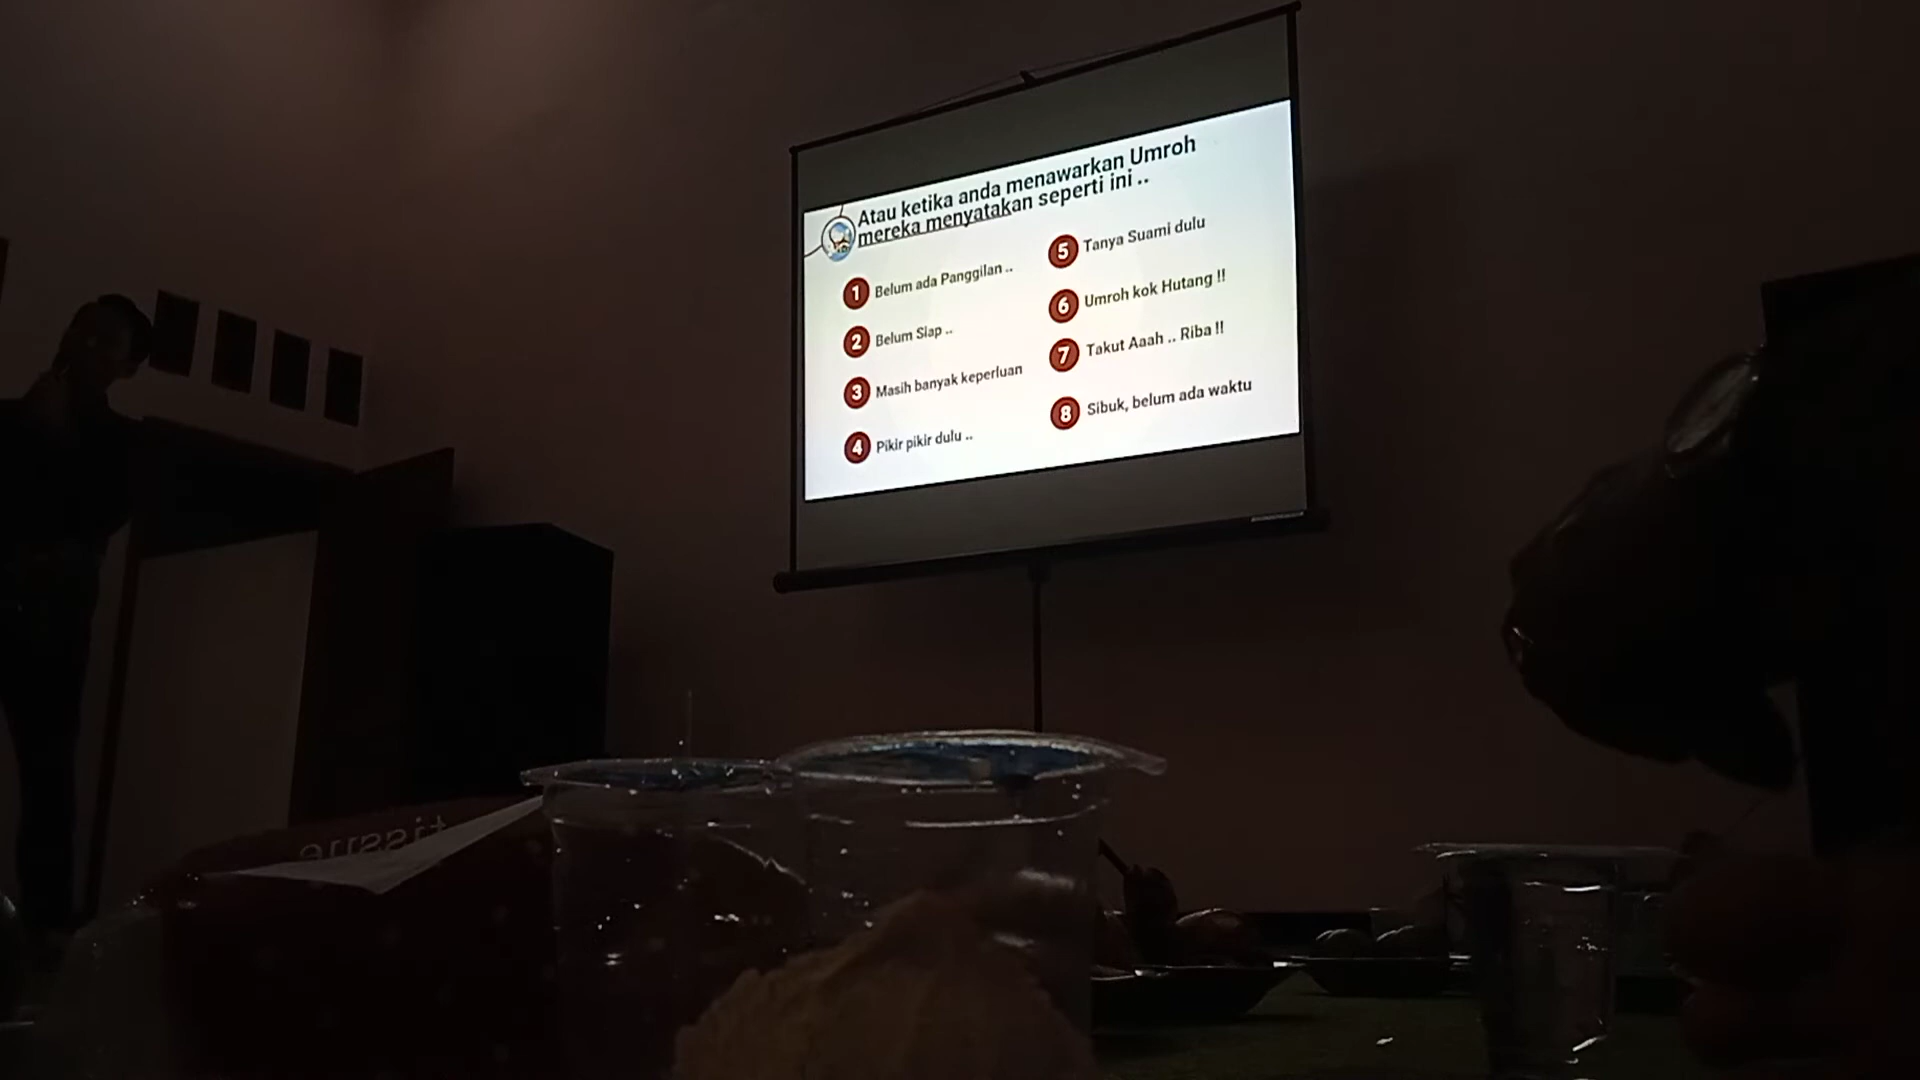 Atau ketika anda menawarkan Umroh
mereka menyatakan seperti ini ..
1 Belum ada Panggilan ..
2 Belum Siap ..
3 Masih banyak keperluan
4 Pikir pikir dulu ..
5 Tanya Suami dulu
6 Umroh kok Hutang !!
7 Takut Aaah .. Riba !!
8 Sibuk, belum ada waktu
tissue